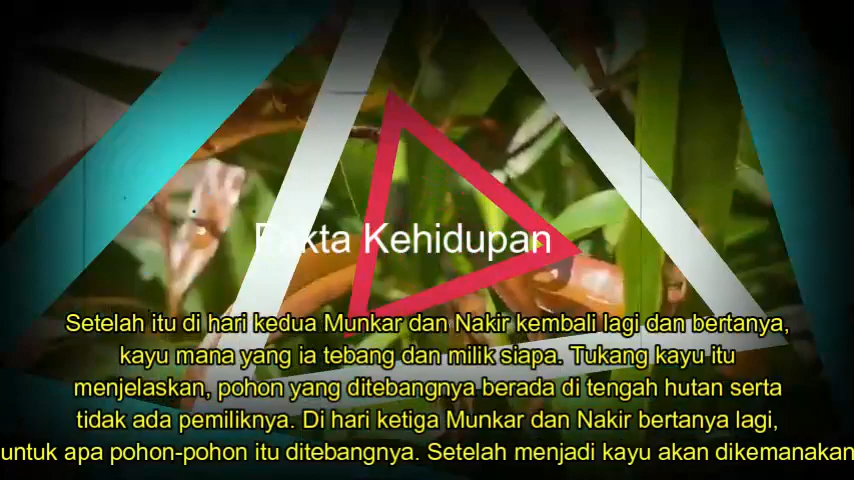 Fakta Kehidupan
Setelah itu di hari kedua Munkar dan Nakir kembali lagi dan bertanya,
kayu mana yang ia tebang dan milik siapa. Tukang kayu itu
menjelaskan, pohon yang ditebangnya berada di tengah hutan serta
tidak ada pemiliknya. Di hari ketiga Munkar dan Nakir bertanya lagi,
untuk apa pohon-pohon itu ditebangnya. Setelah menjadi kayu akan dikemanakan